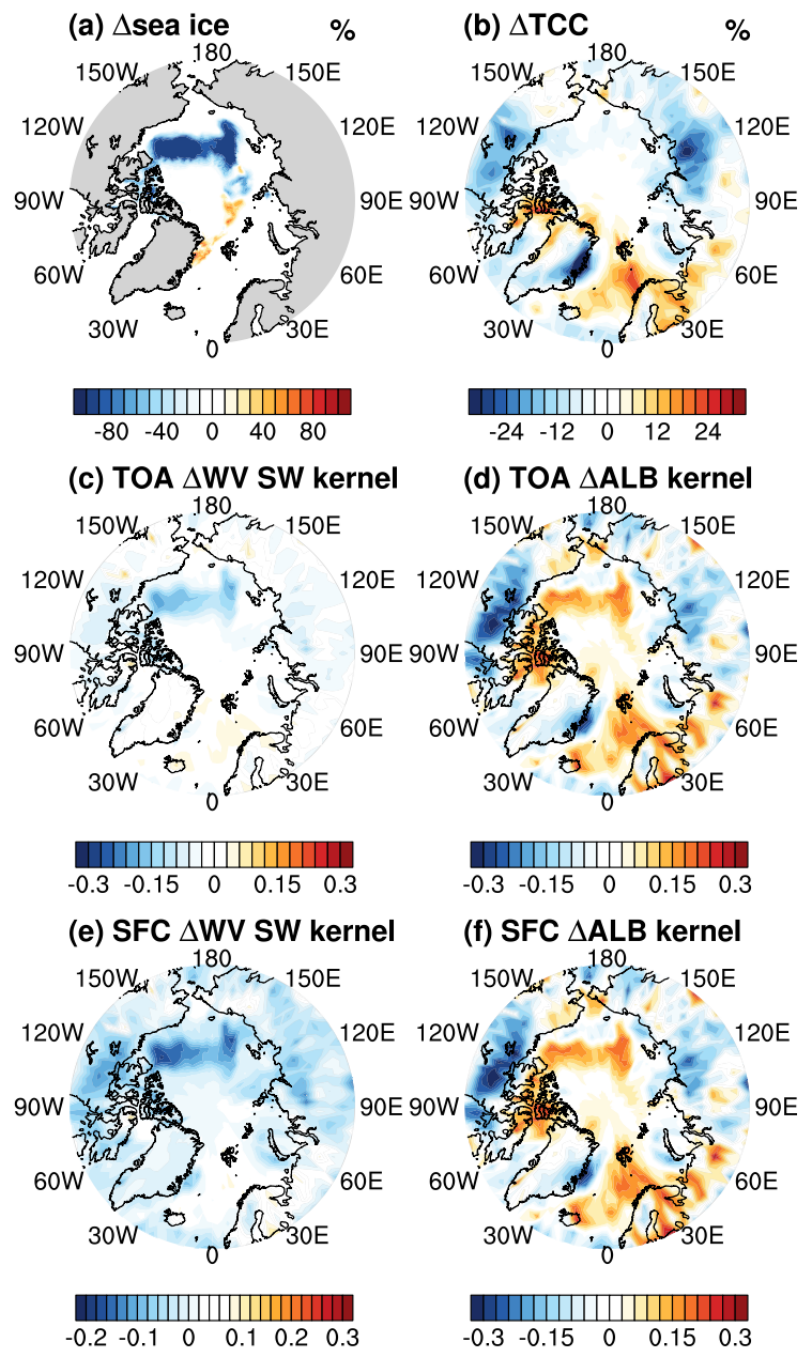 (a) Δsea ice %
180
150W 150E
120W 120E
90W 90E
60W 60E
30W 30E
0
-80 -40 0 40 80
(b) ΔTCC %
180
150W 150E
120W 120E
90W 90E
60W 60E
30W 30E
0
-24 -12 0 12 24
(c) TOA ΔWV SW kernel
180
150W 150E
120W 120E
90W 90E
60W 60E
30W 30E
0
-0.3 -0.15 0 0.15 0.3
(d) TOA ΔALB kernel
180
150W 150E
120W 120E
90W 90E
60W 60E
30W 30E
0
-0.3 -0.15 0 0.15 0.3
(e) SFC ΔWV SW kernel
180
150W 150E
120W 120E
90W 90E
60W 60E
30W 30E
0
-0.2 -0.1 0 0.1 0.2 0.3
(f) SFC ΔALB kernel
180
150W 150E
120W 120E
90W 90E
60W 60E
30W 30E
0
-0.3 -0.15 0 0.15 0.3